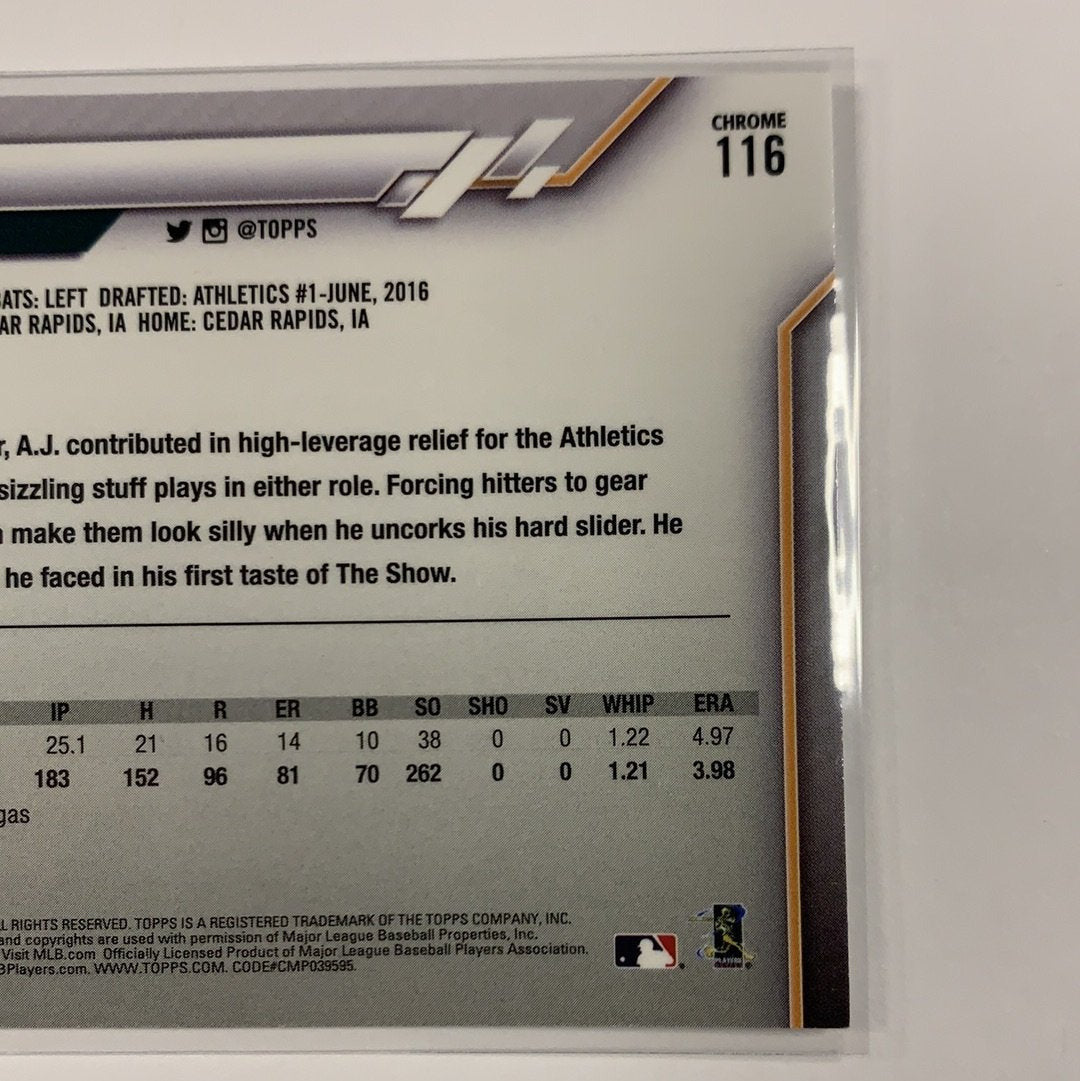 CHROME
116
@TOPPS
ATS: LEFT DRAFTED: ATHLETICS #1-JUNE, 2016
AR RAPIDS, IA HOME: CEDAR RAPIDS, IA
r, A.J. contributed in high-leverage relief for the Athletics
sizzling stuff plays in either role. Forcing hitters to gear
make them look silly when he uncorks his hard slider. He
he faced in his first taste of The Show.
IP H R ER BB SO SHO SV WHIP ERA
25.1 21 16 14 10 38 0 0 1.22 4.97
183 152 96 81 70 262 0 0 1.21 3.98
gas
L RIGHTS RESERVED. TOPPS IS A REGISTERED TRADEMARK OF THE TOPPS COMPANY, INC.
and copyrights are used with permission of Major League Baseball Properties, Inc.
Visit MLB.com Officially Licensed Product of Major League Baseball Players Association.
BPlayers.com. WWW.TOPPS.COM. CODE#CMP039595.
PLAYERS